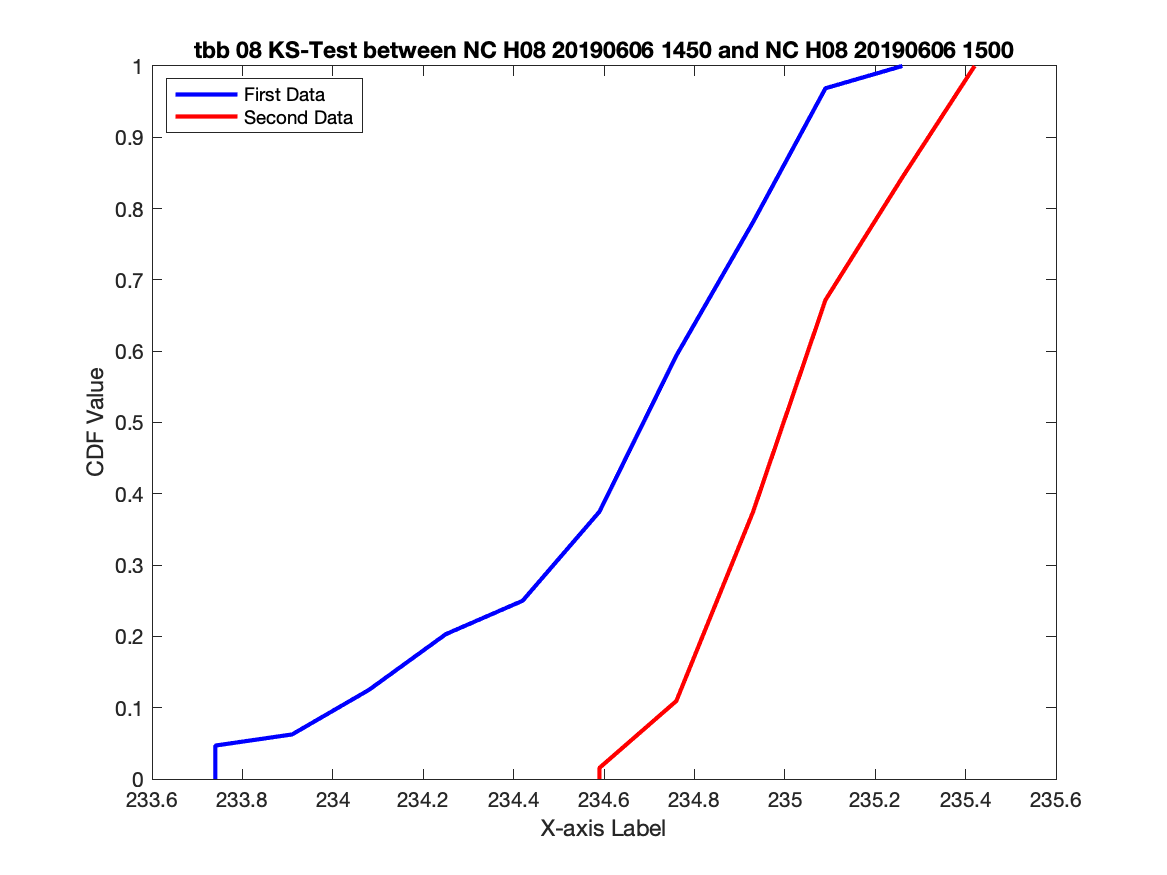 tbb 08 KS-Test between NC H08 20190606 1450 and NC H08 20190606 1500
First Data
Second Data
1
0.9
0.8
0.7
0.6
0.5
0.4
0.3
0.2
0.1
0
CDF Value
233.6 233.8 234 234.2 234.4 234.6 234.8 235 235.2 235.4 235.6
X-axis Label